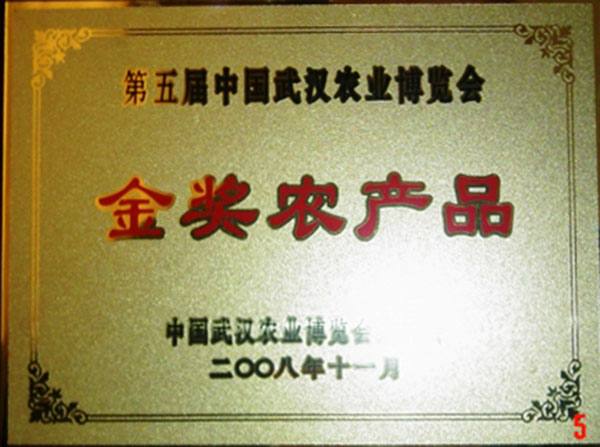 第五届中国武汉农业博览会
金奖农产品
中国武汉农业博览会
二〇〇八年十一月
5